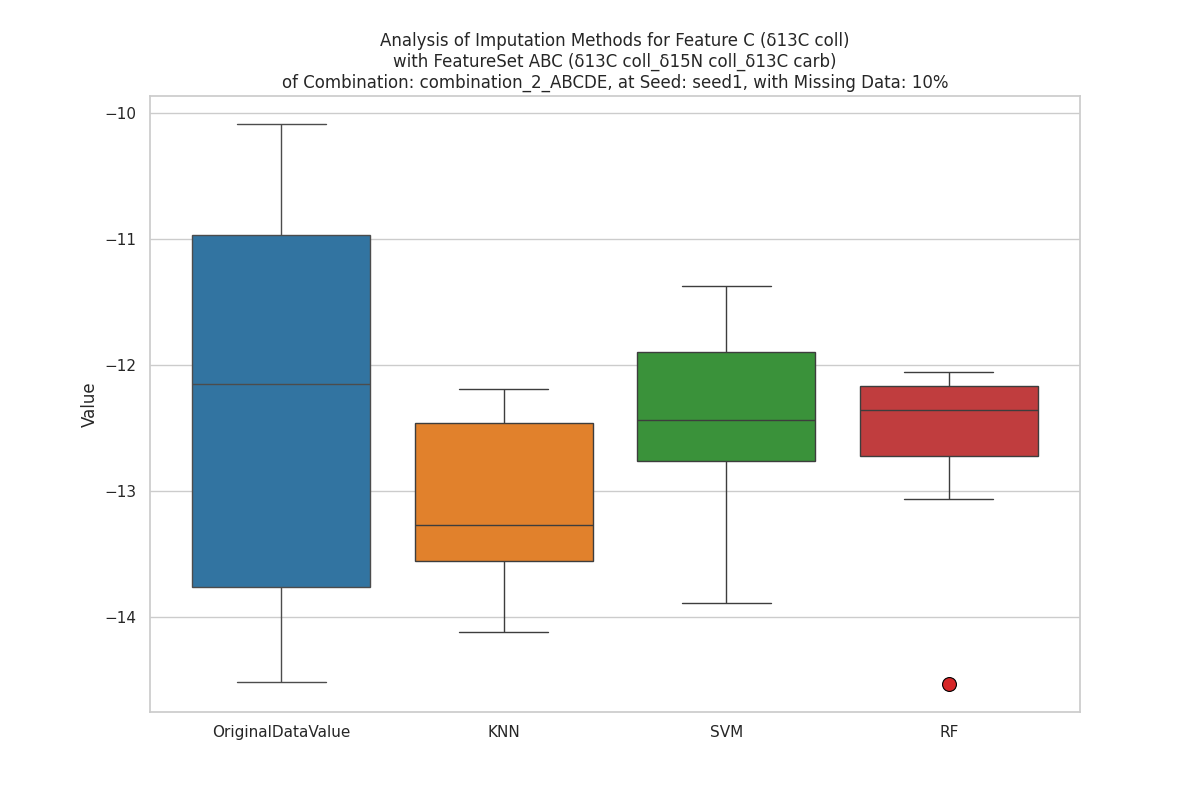 Analysis of Imputation Methods for Feature C (δ13C coll)
with FeatureSet ABC (δ13C coll_δ15N coll_δ13C carb)
of Combination: combination_2_ABCDE, at Seed: seed1, with Missing Data: 10%
Value
−10
−11
−12
−13
−14
OriginalDataValue
KNN
SVM
RF